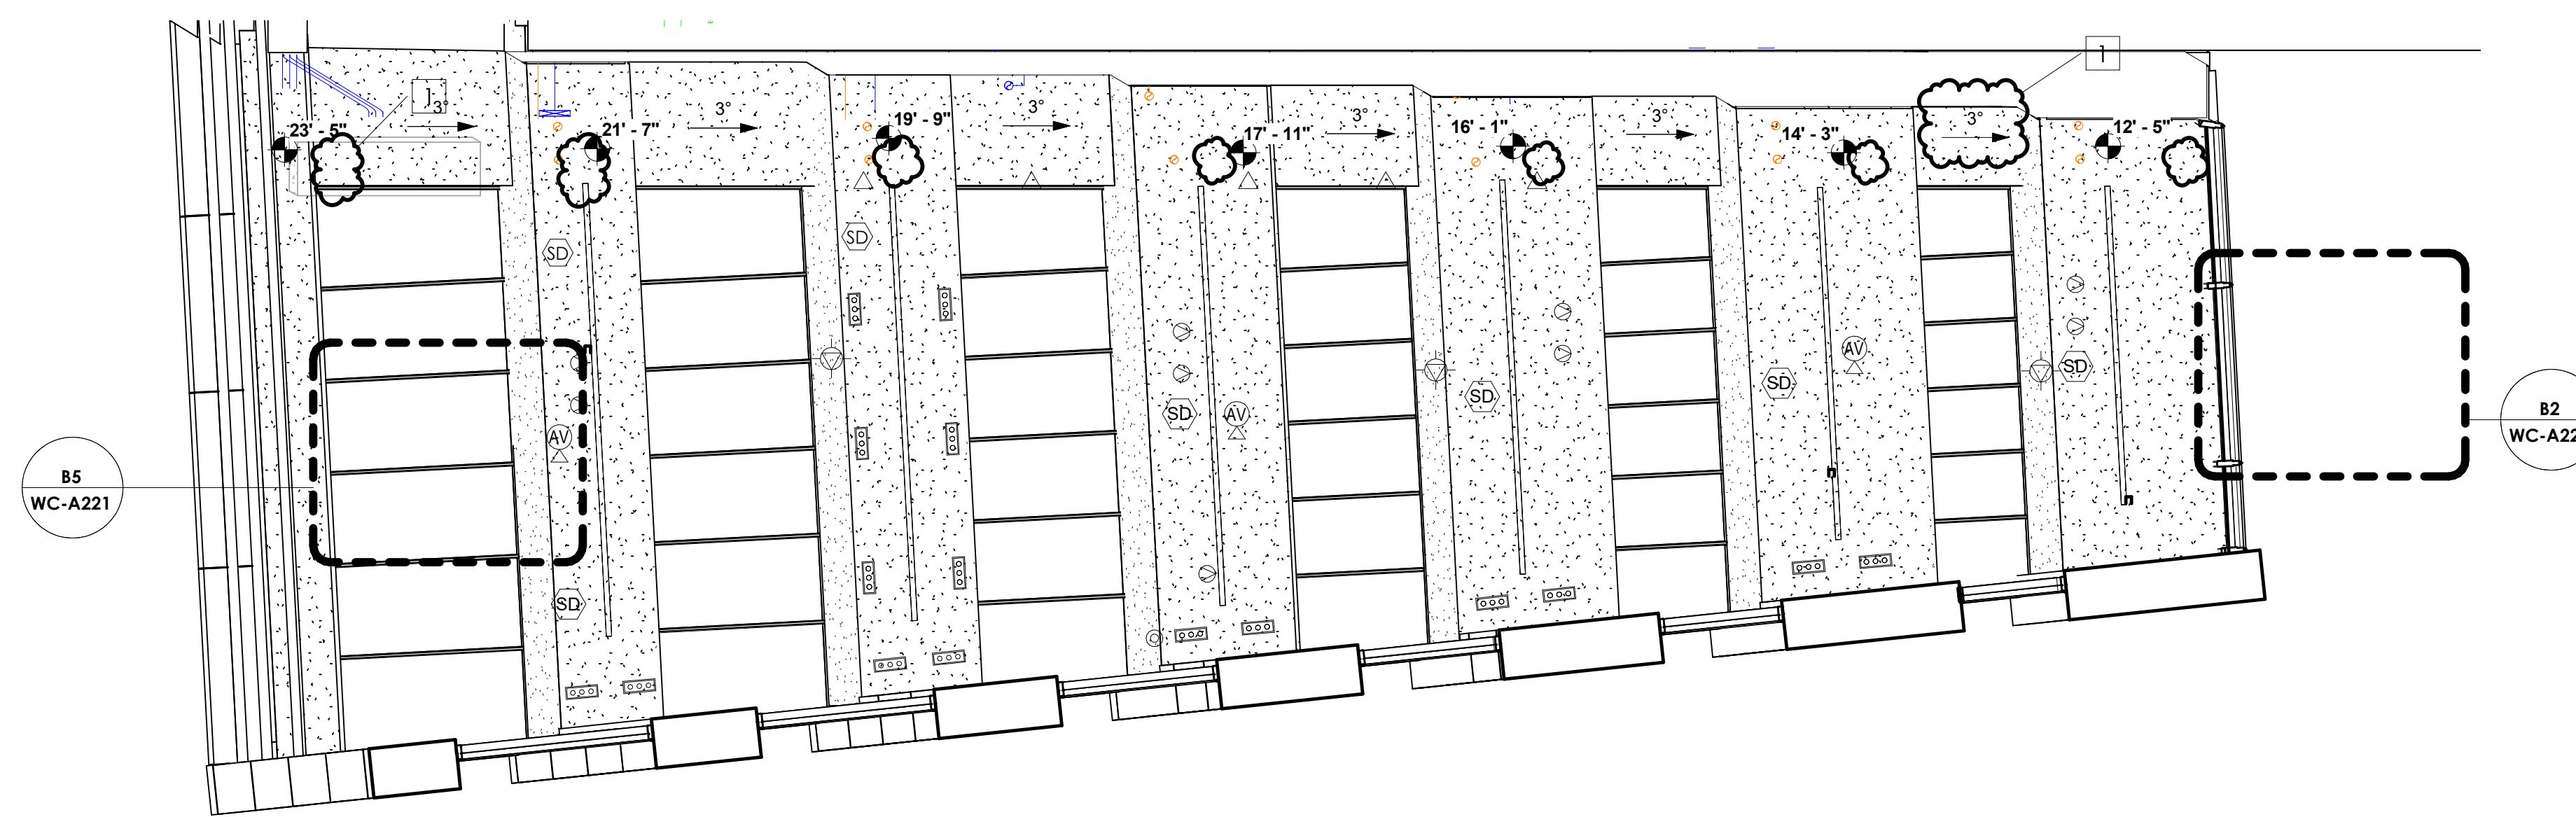 1
1
3°
3°
3°
3°
3°
3°
23' - 5"
21' - 7"
19' - 9"
17' - 11"
16' - 1"
14' - 3"
12' - 5"
SD
SD
AV
SD
SD
AV
SD
SD
AV
SD
B5
WC-A221
B2
WC-A22